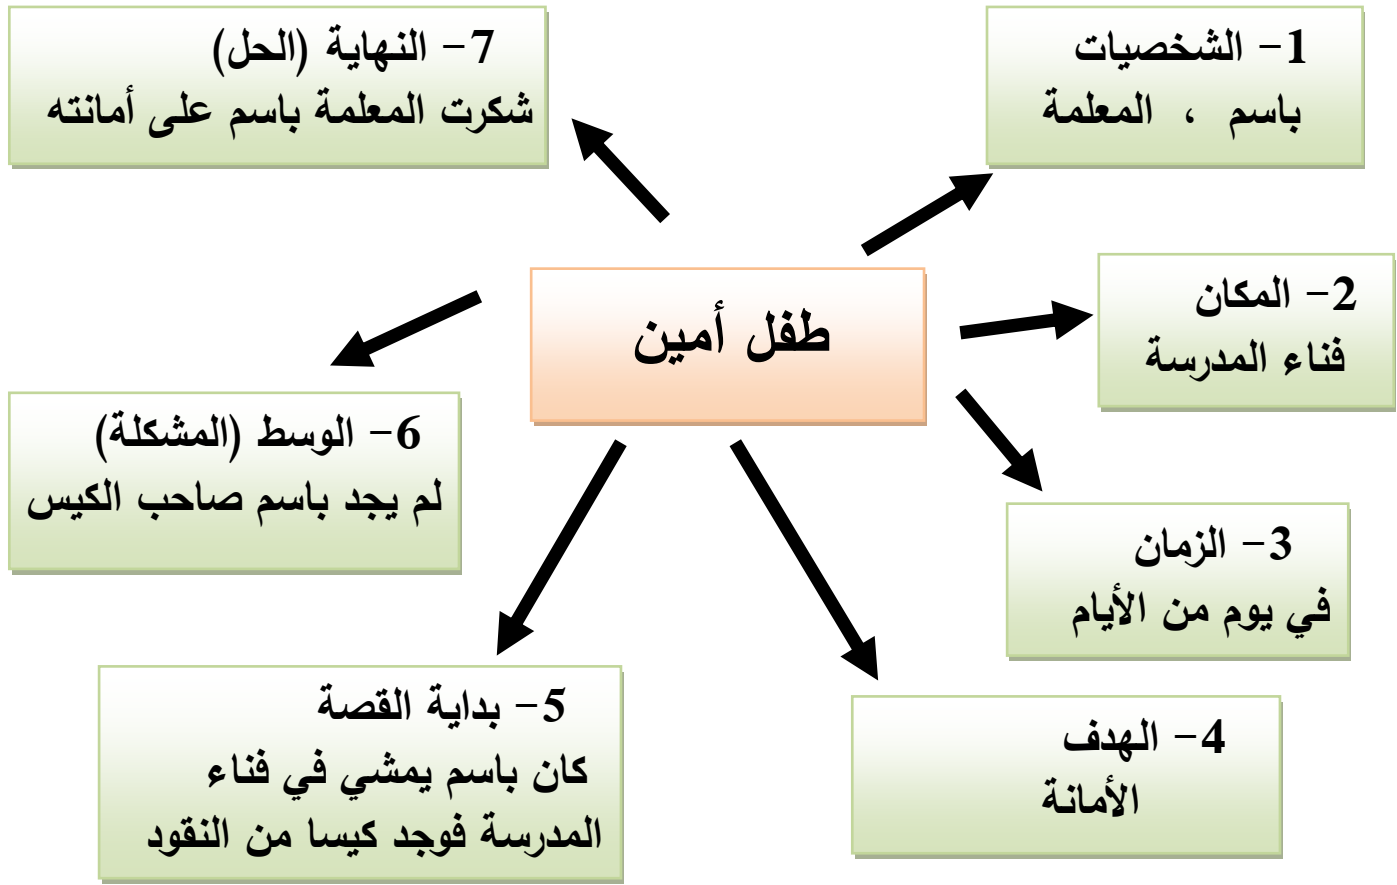 طفل أمين
1- الشخصيات
باسم ، المعلمة
2- المكان
فناء المدرسة
3- الزمان
في يوم من الأيام
4- الهدف
الأمانة
5- بداية القصة
كان باسم يمشي في فناء
المدرسة فوجد كيسا من النقود
6- الوسط (المشكلة)
لم يجد باسم صاحب الكيس
7- النهاية (الحل)
شكرت المعلمة باسم على أمانته